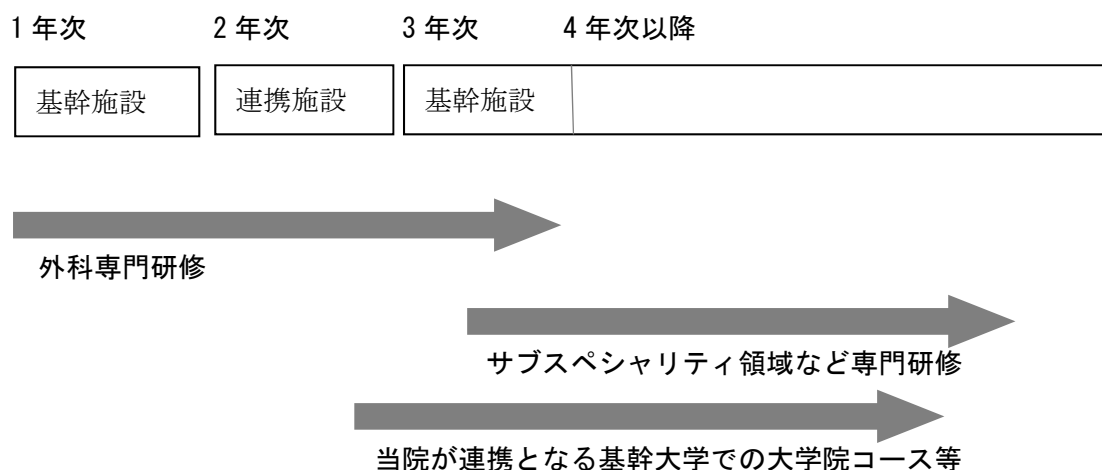 1年次 2年次 3年次 4年次以降
基幹施設 連携施設 基幹施設
外科専門研修
サブスペシャリティ領域など専門研修
当院が連携となる基幹大学での大学院コース等